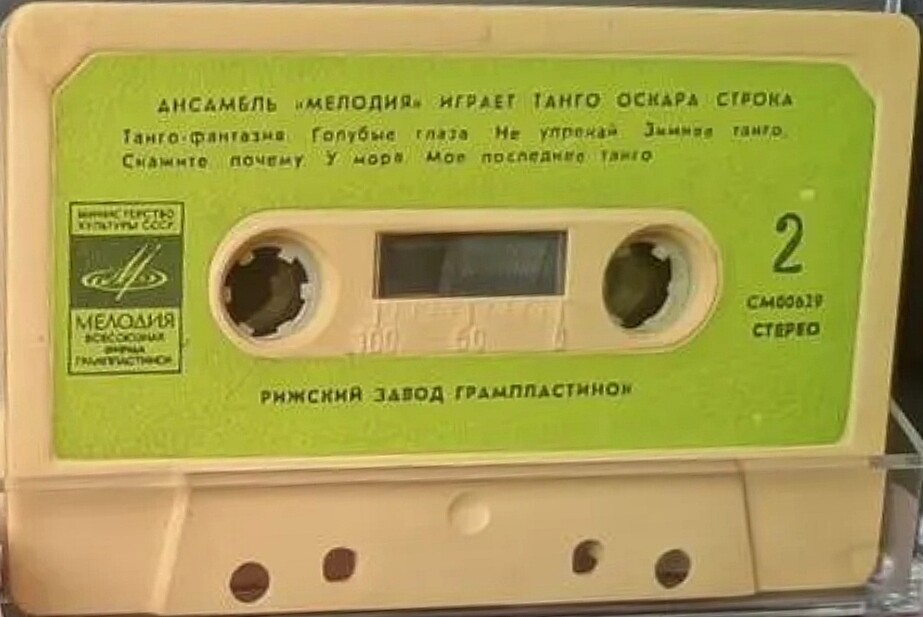 АНСАМБЛЬ «МЕЛОДИЯ» ИГРАЕТ ТАНГО ОСКАРА СТРОКА
Танго-фантазия Голубые глаза Не упрекай Зимнее танго.
Скажите почему У моря Мое последнее танго
МИНИСТЕРСТВО
КУЛЬТУРЫ СССР
МЕЛОДИЯ
ВСЕСОЮЗНАЯ
ФИРМА
ГРАМПЛАСТИНОК
2
СМ00629
СТЕРЕО
100 50 0
РИЖСКИЙ ЗАВОД ГРАМПЛАСТИНОК